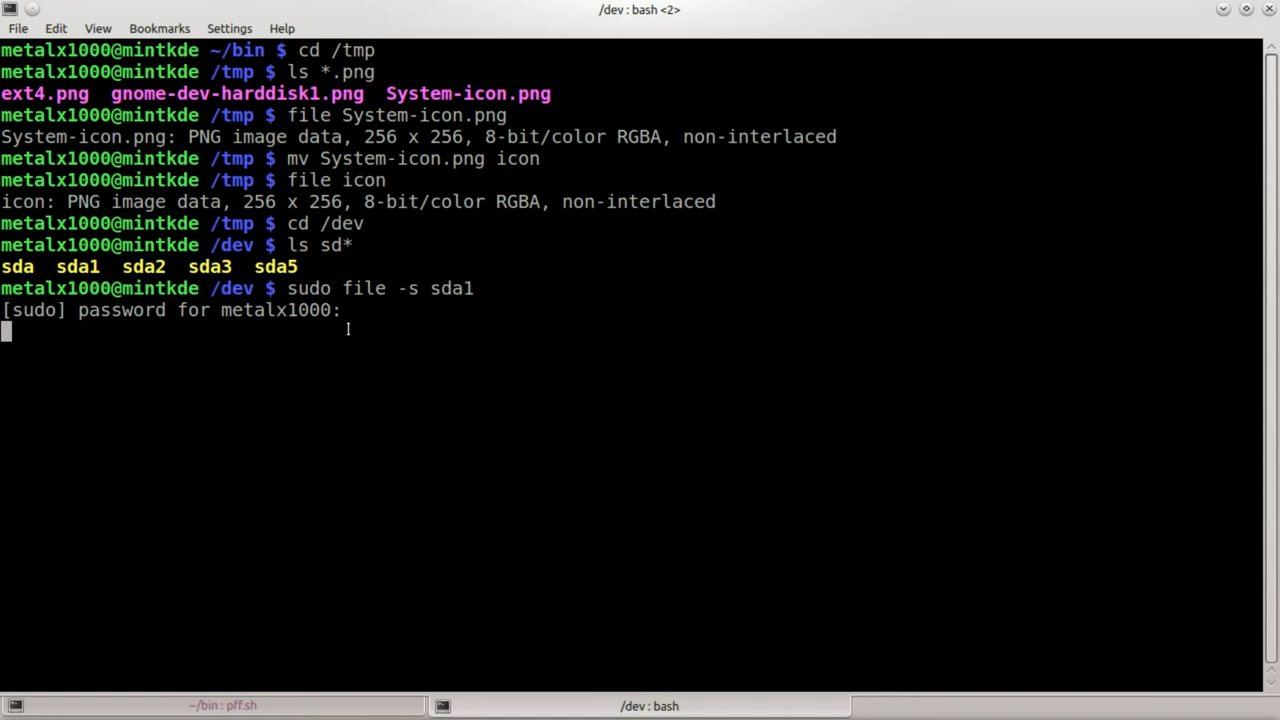 /dev : bash <2>
File Edit View Bookmarks Settings Help
metalx1000@mintkde ~/bin $ cd /tmp
metalx1000@mintkde /tmp $ ls *.png
ext4.png  gnome-dev-harddisk1.png  System-icon.png
metalx1000@mintkde /tmp $ file System-icon.png
System-icon.png: PNG image data, 256 x 256, 8-bit/color RGBA, non-interlaced
metalx1000@mintkde /tmp $ mv System-icon.png icon
metalx1000@mintkde /tmp $ file icon
icon: PNG image data, 256 x 256, 8-bit/color RGBA, non-interlaced
metalx1000@mintkde /tmp $ cd /dev
metalx1000@mintkde /dev $ ls sd*
sda  sda1  sda2  sda3  sda5
metalx1000@mintkde /dev $ sudo file -s sda1
[sudo] password for metalx1000:
~/bin : pff.sh
/dev : bash